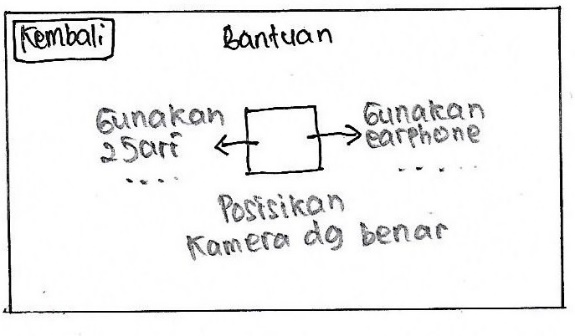 Kembali
Bantuan
Gunakan
2 Jari
....
Gunakan
earphone
.....
Posisikan
Kamera dg benar